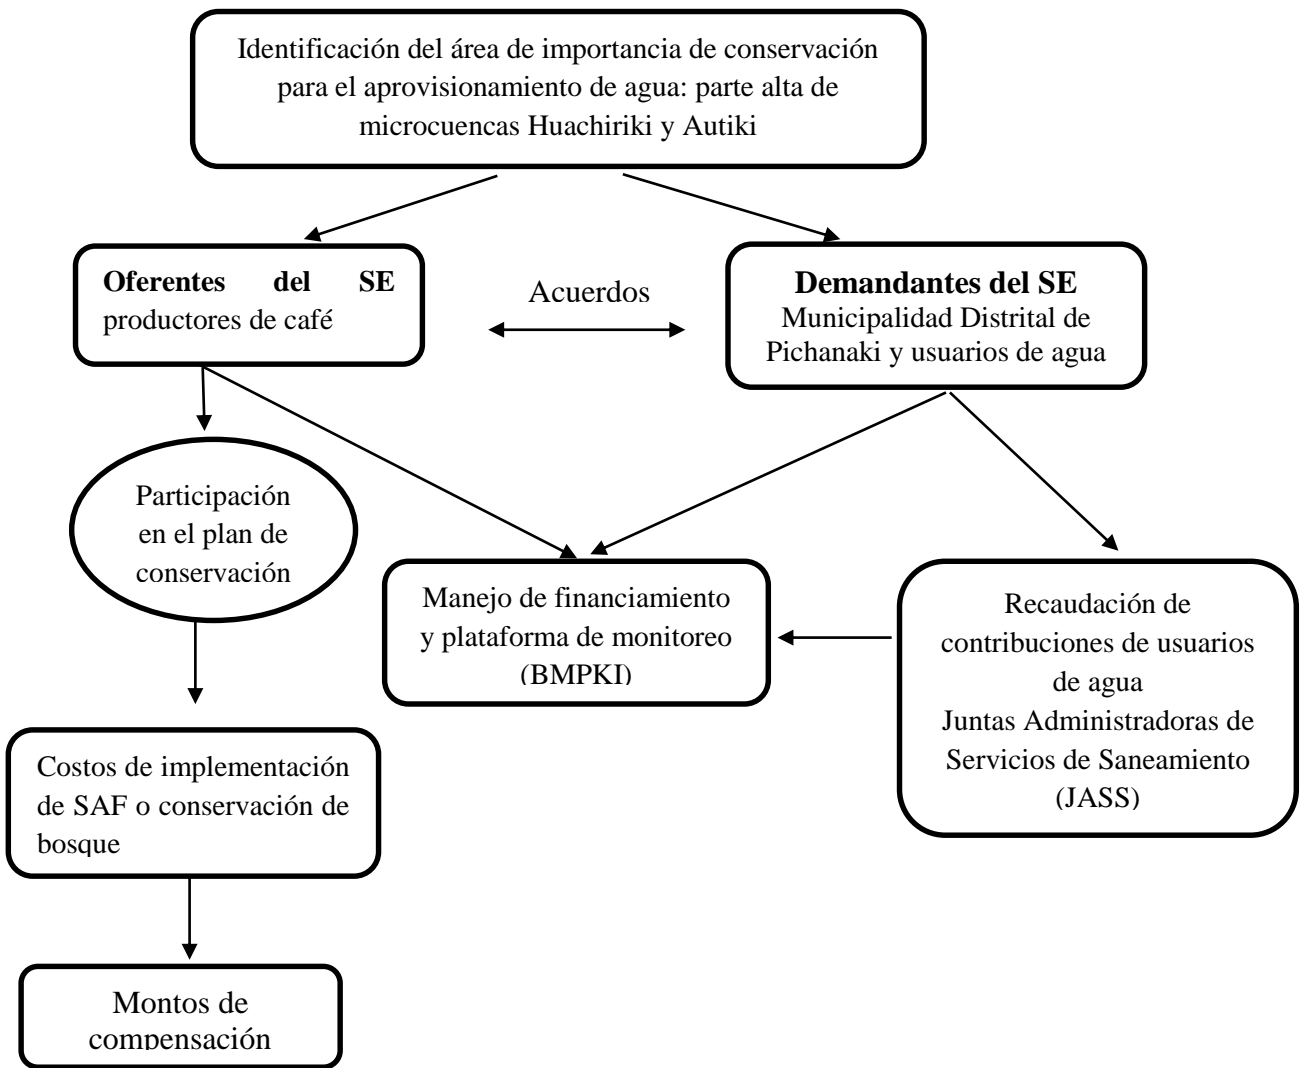 Identificación del área de importancia de conservación
para el aprovisionamiento de agua: parte alta de
microcuencas Huachiriki y Autiki
Oferentes del SE
productores de café
Acuerdos
Demandantes del SE
Municipalidad Distrital de
Pichanaki y usuarios de agua
Participación
en el plan de
conservación
Manejo de financiamiento
y plataforma de monitoreo
(BMPKI)
Recaudación de
contribuciones de usuarios
de agua
Juntas Administradoras de
Servicios de Saneamiento
(JASS)
Costos de implementación
de SAF o conservación de
bosque
Montos de
compensación